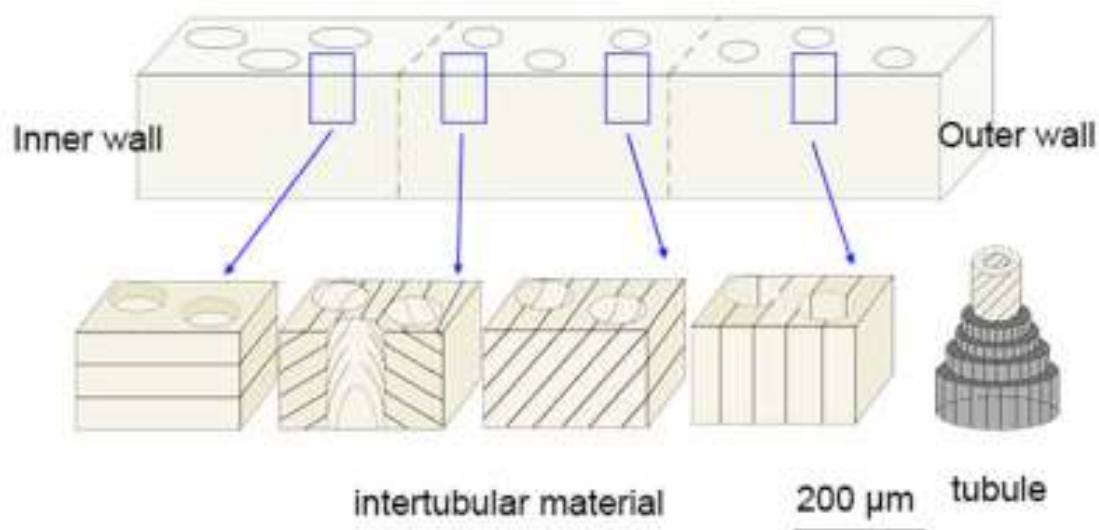 Inner wall
Outer wall
intertubular material
200 μm
tubule